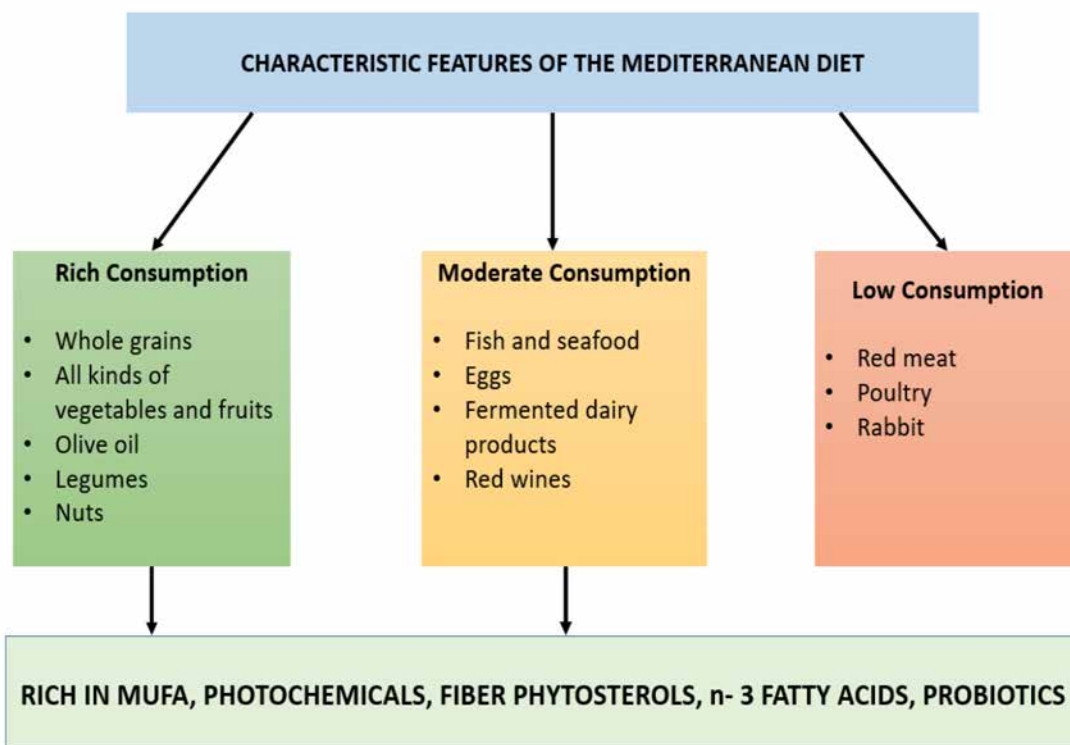 CHARACTERISTIC FEATURES OF THE MEDITERRANEAN DIET
Rich Consumption
• Whole grains
• All kinds of
vegetables and fruits
• Olive oil
• Legumes
• Nuts
Moderate Consumption
• Fish and seafood
• Eggs
• Fermented dairy
products
• Red wines
Low Consumption
• Red meat
• Poultry
• Rabbit
RICH IN MUFA, PHOTOCHEMICALS, FIBER PHYTOSTEROLS, n- 3 FATTY ACIDS, PROBIOTICS